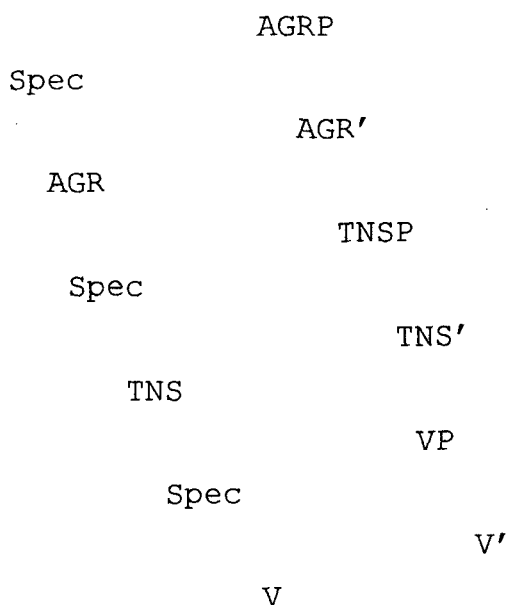 AGRP
Spec
AGR'
AGR
TNSP
Spec
TNS'
TNS
VP
Spec
V'
V